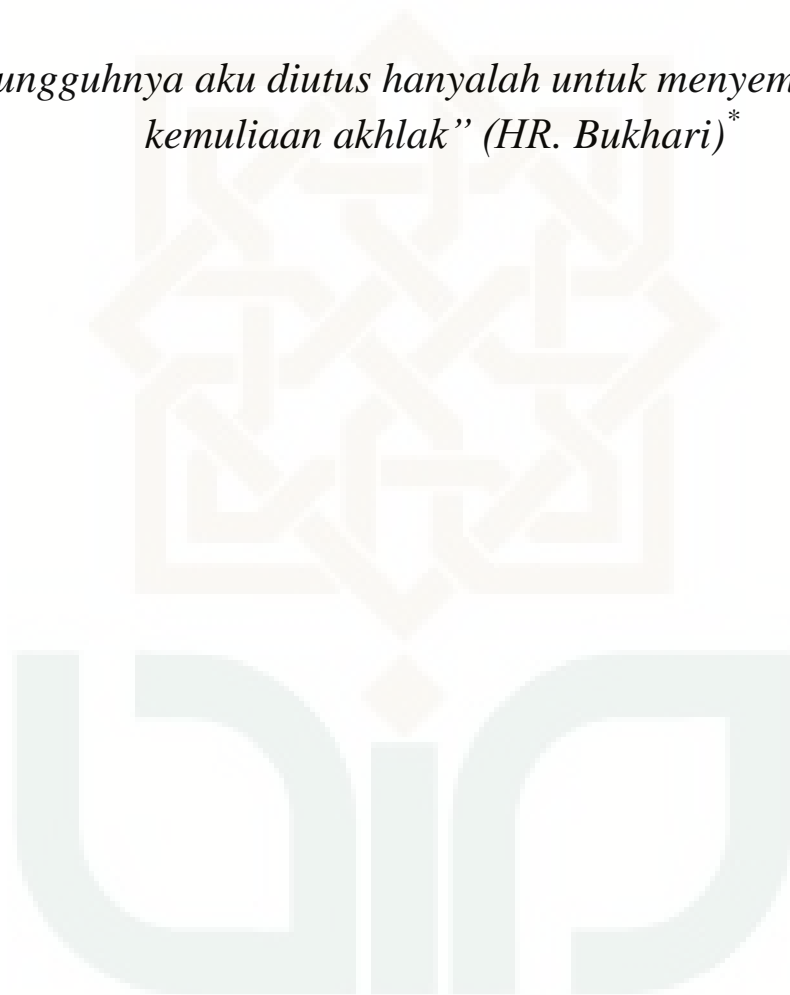 ungguhnya aku diutus hanyalah untuk menyem
kemuliaan akhlak” (HR. Bukhari)*